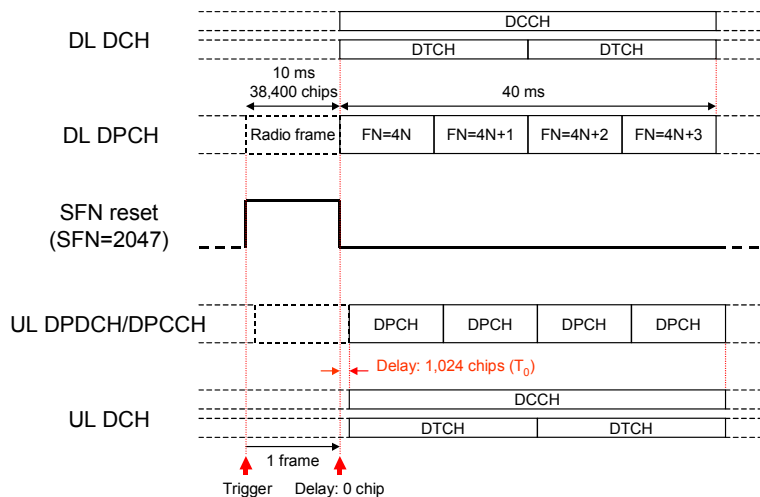 DCCH
DL DCH
DTCH DTCH
10 ms
38,400 chips 40 ms
DL DPCH Radio frame FN=4N FN=4N+1 FN=4N+2 FN=4N+3
SFN reset
(SFN=2047)
UL DPDCH/DPCCH DPCH DPCH DPCH DPCH
Delay: 1,024 chips (T0)
DCCH
UL DCH
DTCH DTCH
1 frame
Trigger Delay: 0 chip